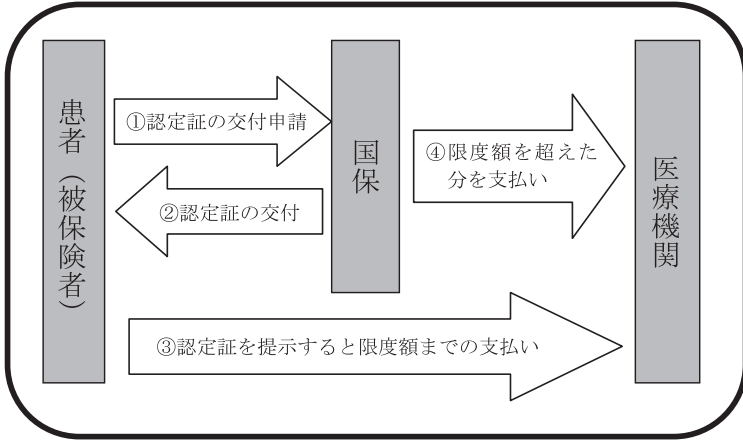 患者（被保険者）
①認定証の交付申請
②認定証の交付
国保
④限度額を超えた
分を支払い
③認定証を提示すると限度額までの支払い
医療機関